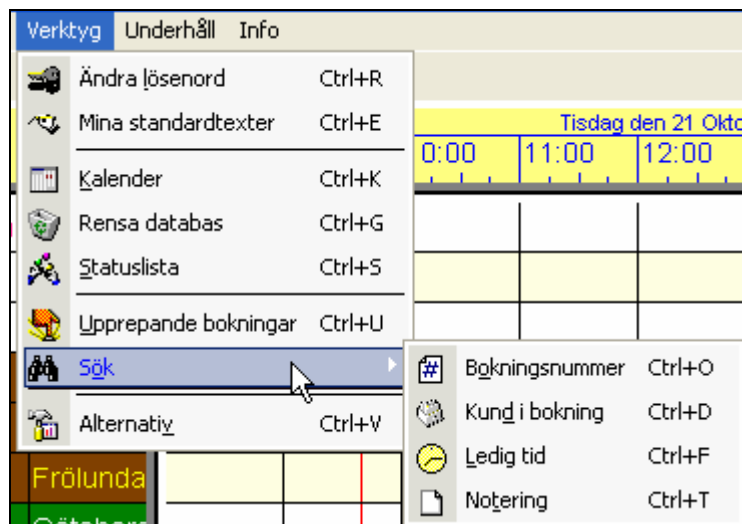 Verktyg Underhåll Info
Ändra lösenord Ctrl+R
Mina standardtexter Ctrl+E
Tisdag den 21 Okto
0:00 11:00 12:00
Kalender Ctrl+K
Rensa databas Ctrl+G
Statuslista Ctrl+S
Upprepande bokningar Ctrl+U
Sök
# Bokningsnummer Ctrl+O
Kund i bokning Ctrl+D
Alternativ Ctrl+V
Ledig tid Ctrl+F
Frölunda
Notering Ctrl+T